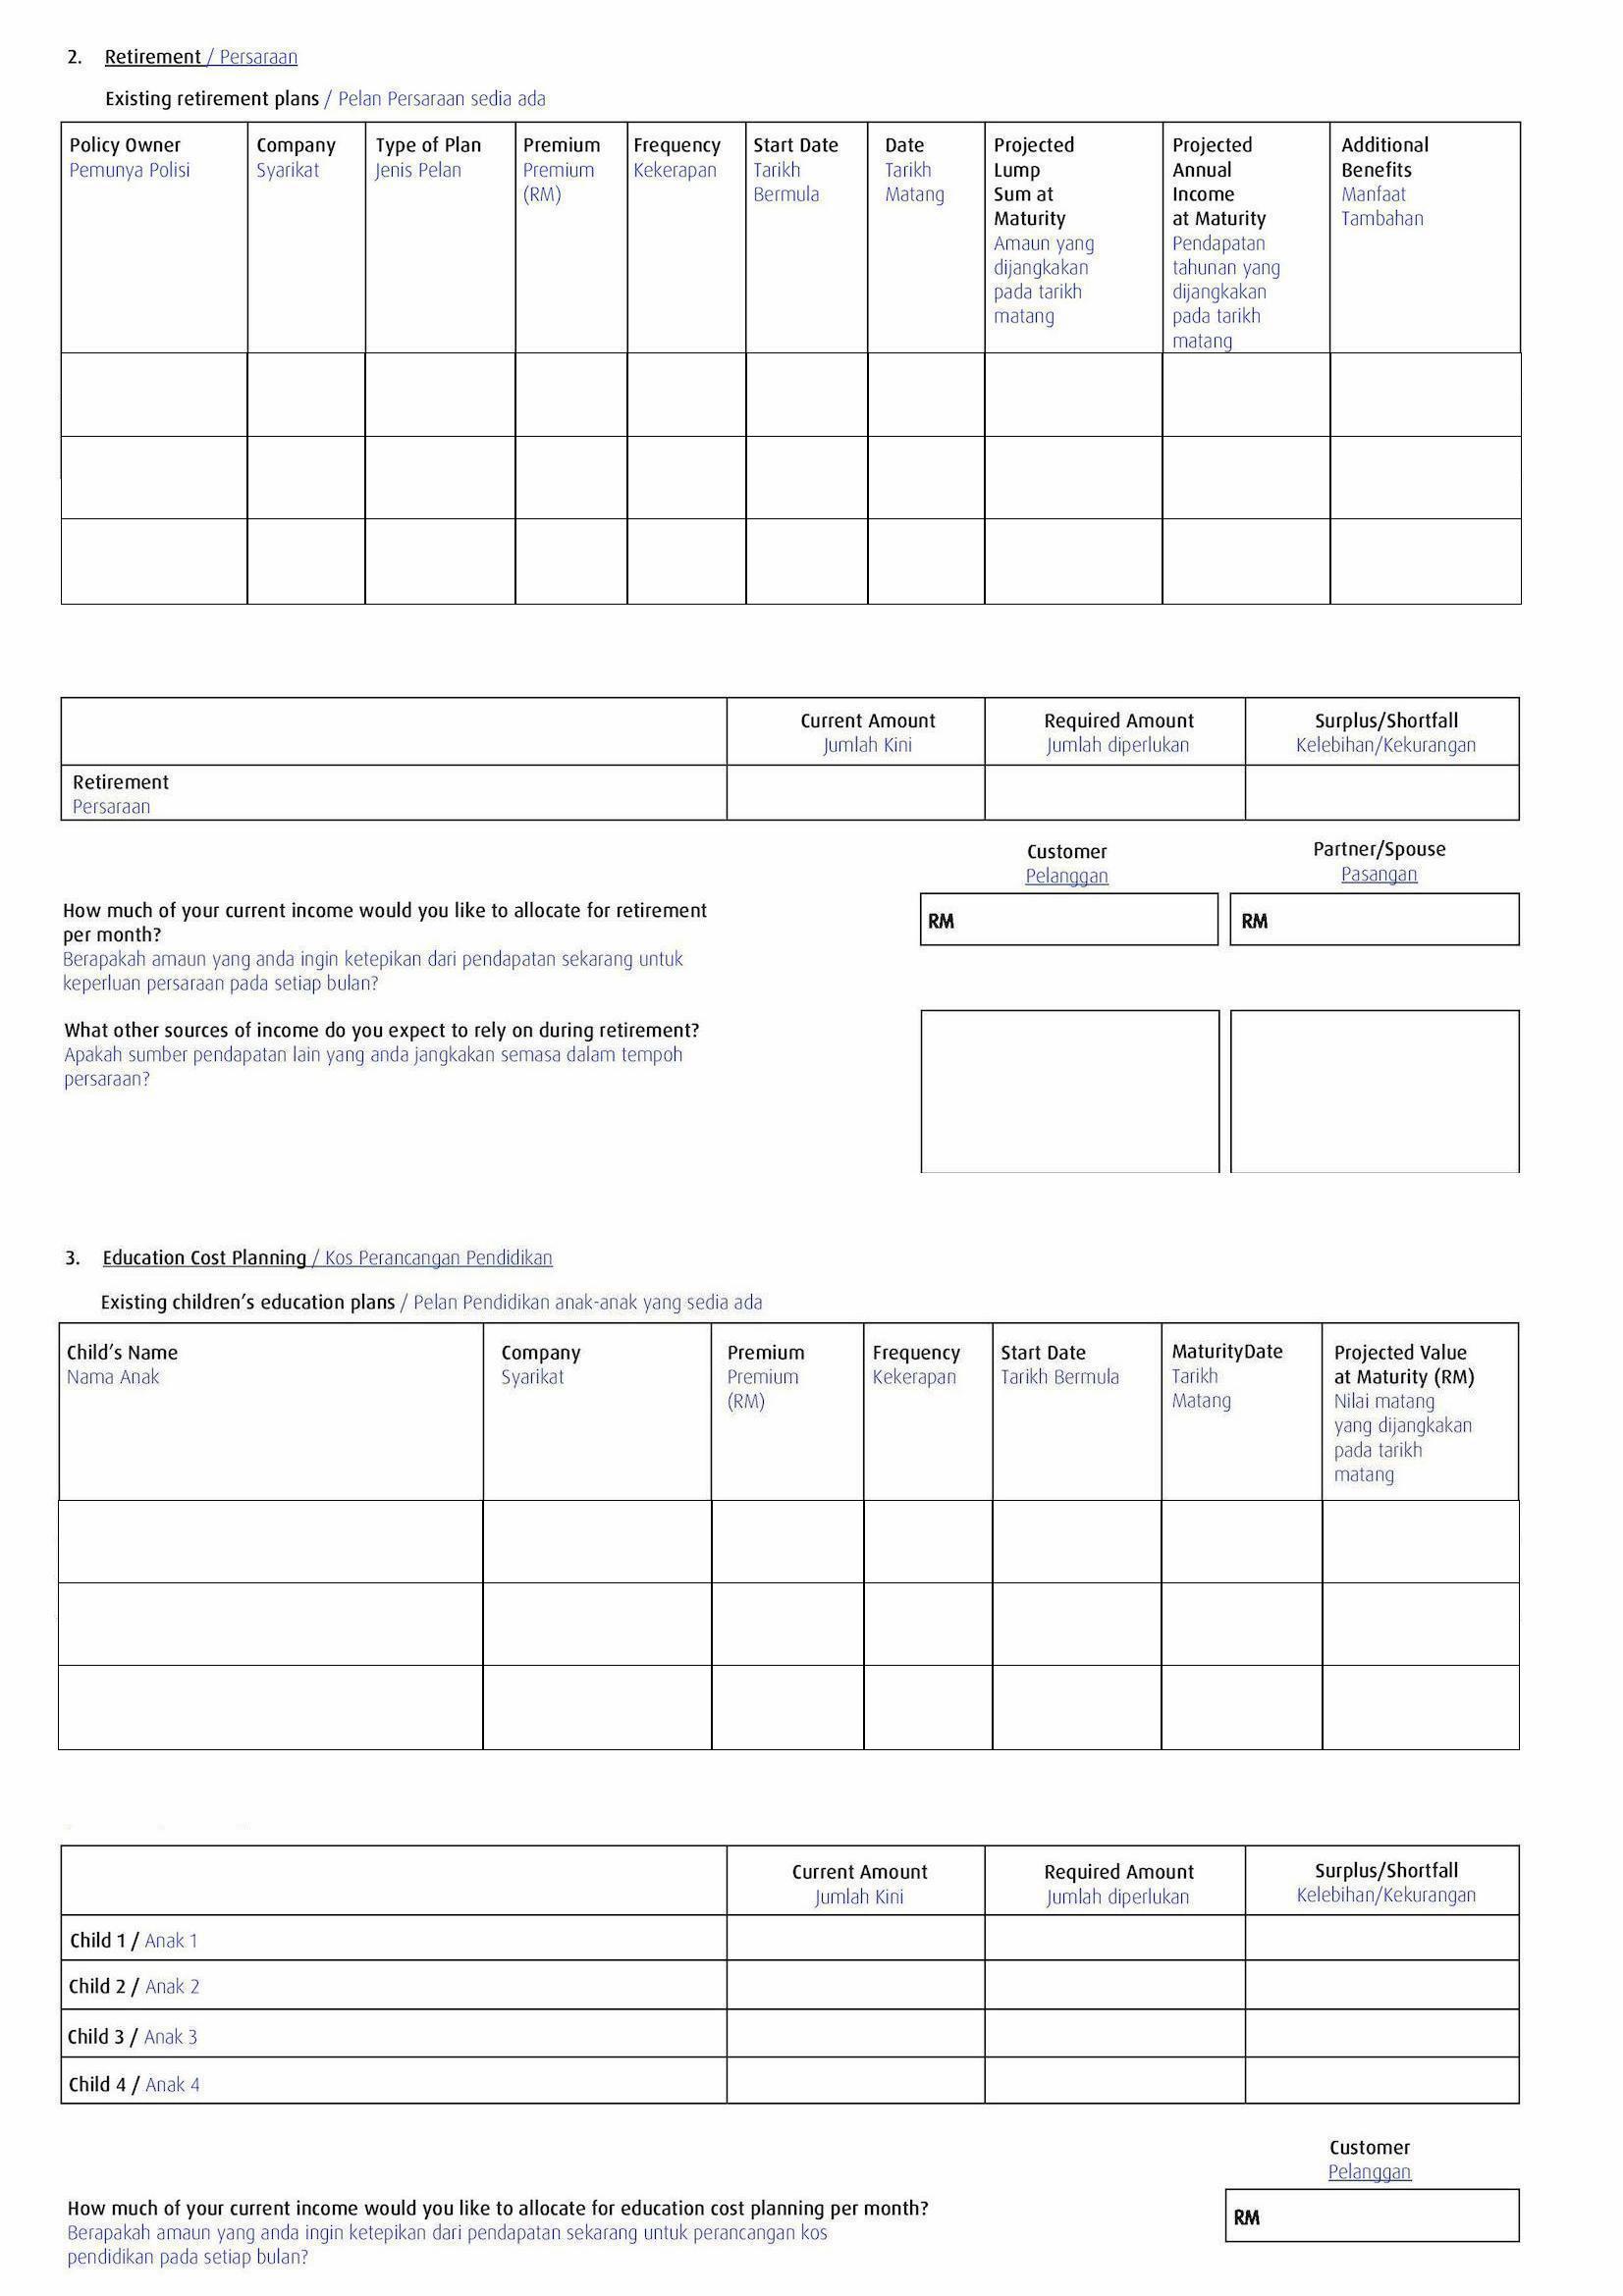 2. Retirement / Persaraan
Existing retirement plans / Pelan Persaraan sedia ada
Policy Owner
Pemunya Polisi
Company
Syarikat
Type of Plan
Jenis Pelan
Premium
Premium
(RM)
Frequency
Kekerapan
Start Date
Tarikh
Bermula
Date
Tarikh
Matang
Projected
Lump
Sum at
Maturity
Amaun yang
dijangkakan
pada tarikh
matang
Projected
Annual
Income
at Maturity
Pendapatan
tahunan yang
dijangkakan
pada tarikh
matang
Additional
Benefits
Manfaat
Tambahan
Current Amount
Jumlah Kini
Required Amount
Jumlah diperlukan
Surplus/Shortfall
Kelebihan/Kekurangan
Retirement
Persaraan
Customer
Pelanggan
Partner/Spouse
Pasangan
How much of your current income would you like to allocate for retirement
per month?
Berapakah amaun yang anda ingin ketepikan dari pendapatan sekarang untuk
keperluan persaraan pada setiap bulan?
RM
RM
What other sources of income do you expect to rely on during retirement?
Apakah sumber pendapatan lain yang anda jangkakan semasa dalam tempoh
persaraan?
3. Education Cost Planning / Kos Perancangan Pendidikan
Existing children's education plans / Pelan Pendidikan anak-anak yang sedia ada
Child's Name
Nama Anak
Company
Syarikat
Premium
Premium
(RM)
Frequency
Kekerapan
Start Date
Tarikh Bermula
MaturityDate
Tarikh
Matang
Projected Value
at Maturity (RM)
Nilai matang
yang dijangkakan
pada tarikh
matang
Current Amount
Jumlah Kini
Required Amount
Jumlah diperlukan
Surplus/Shortfall
Kelebihan/Kekurangan
Child 1 / Anak 1
Child 2 / Anak 2
Child 3 / Anak 3
Child 4 / Anak 4
Customer
Pelanggan
How much of your current income would you like to allocate for education cost planning per month?
Berapakah amaun yang anda ingin ketepikan dari pendapatan sekarang untuk perancangan kos
pendidikan pada setiap bulan?
RM